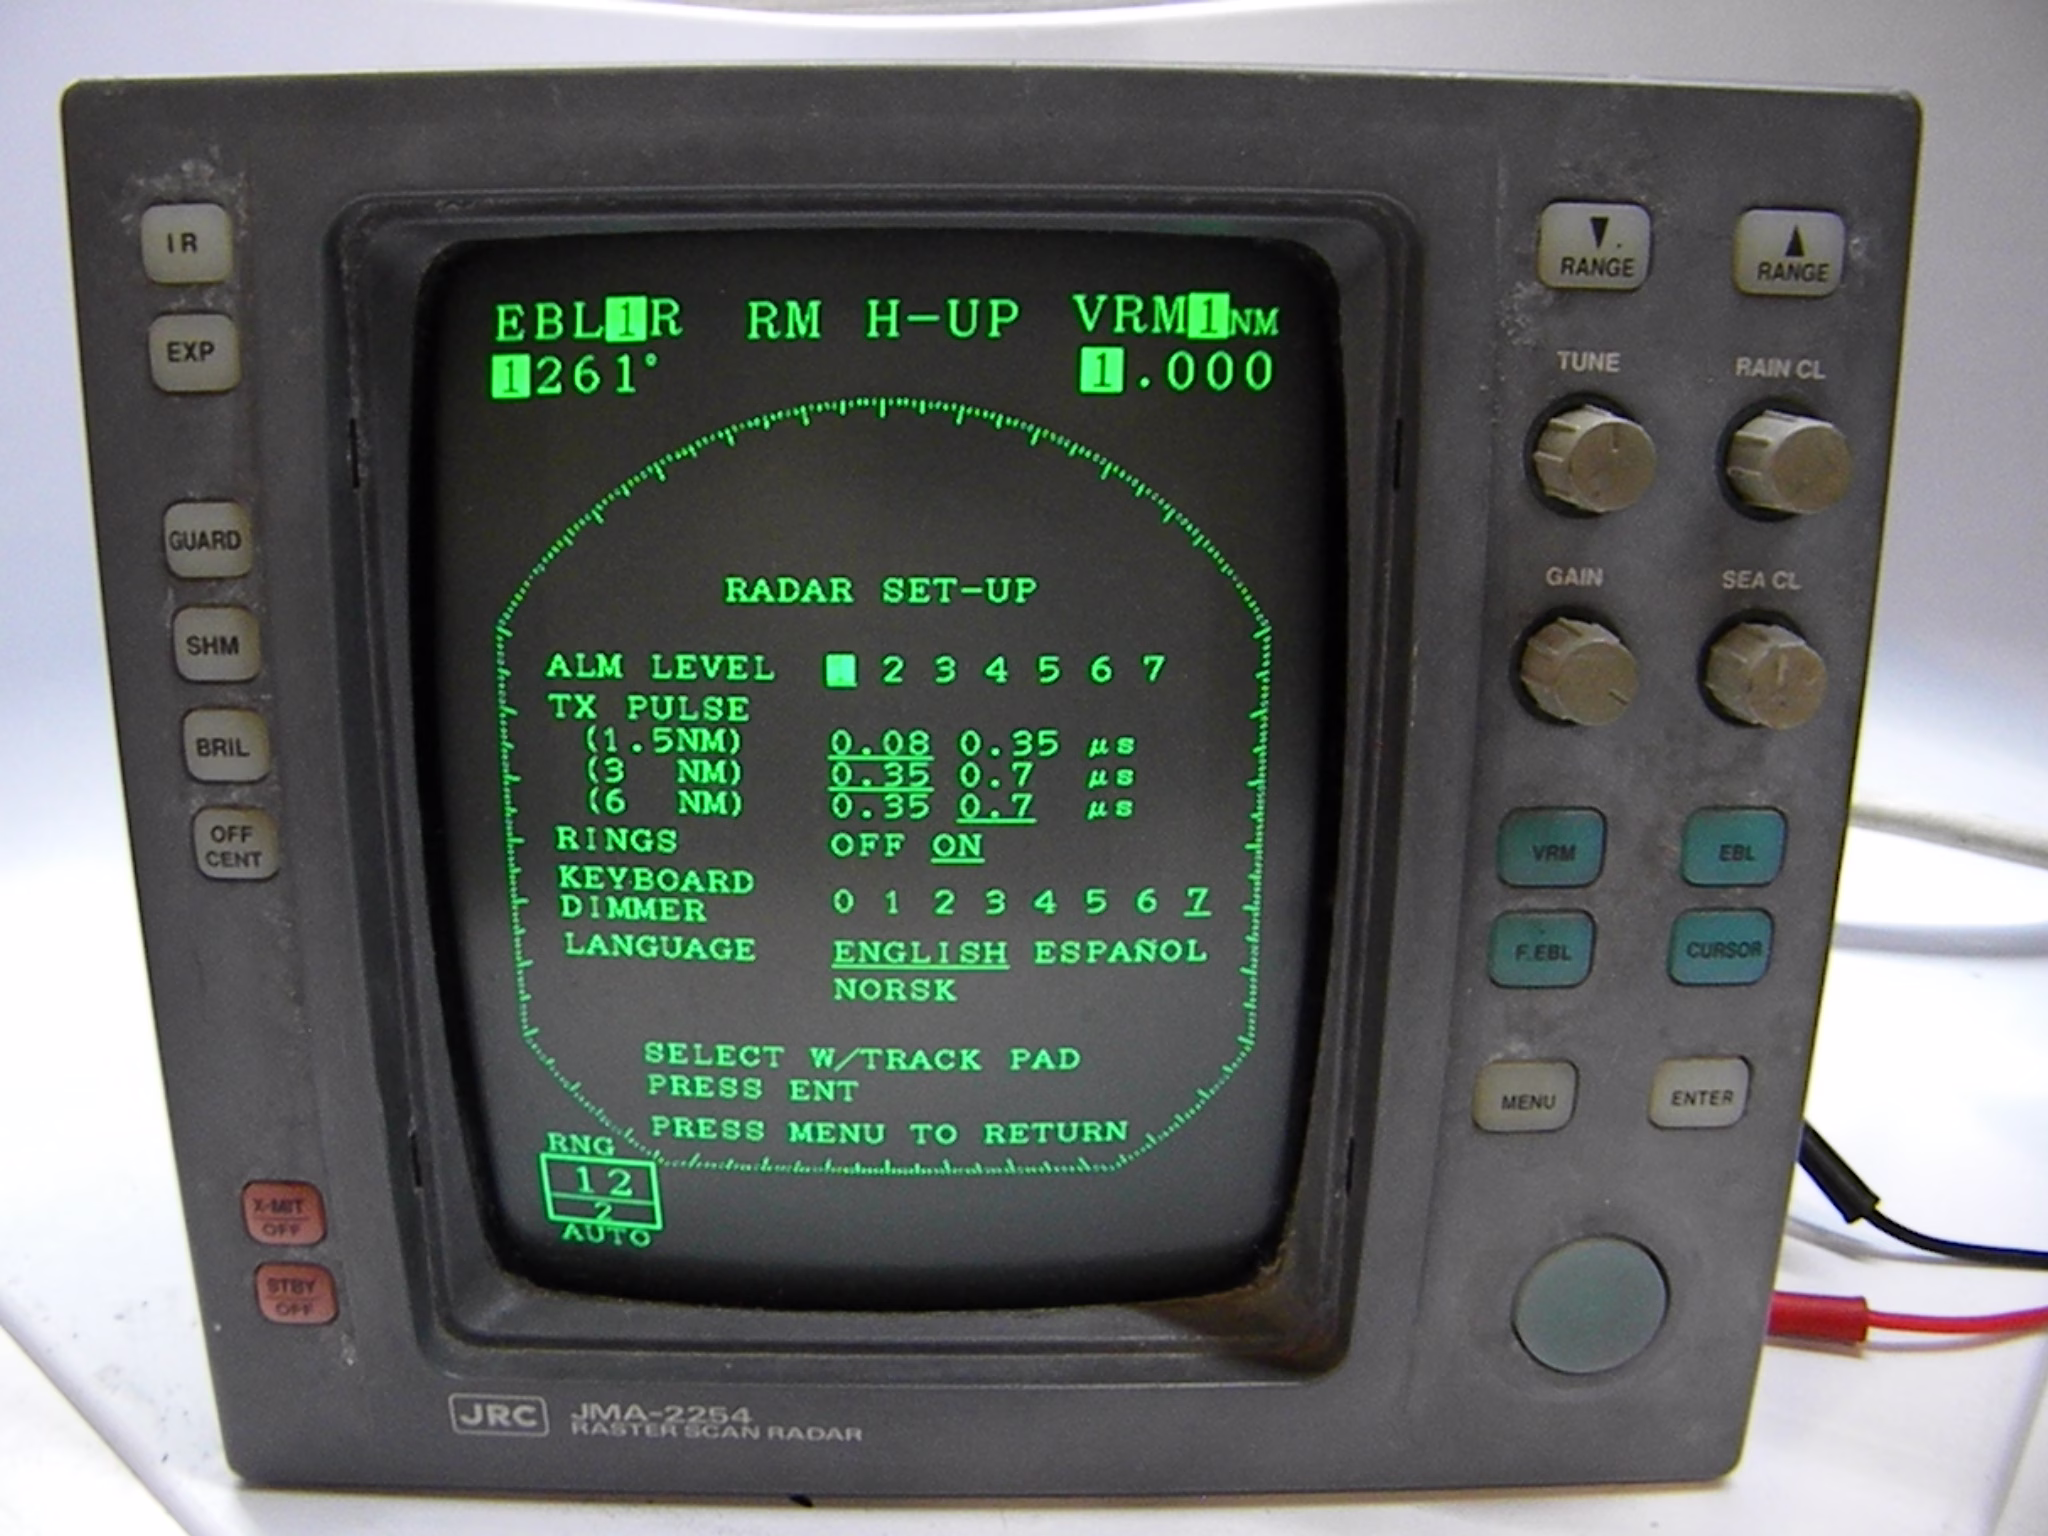 IR
EXP
GUARD
SHM
BRIL
OFF
CENT
X-MIT
OFF
STBY
OFF
EBL1R RM H-UP VRM1NM
1261° 1.000
RADAR SET-UP
ALM LEVEL 1 2 3 4 5 6 7
TX PULSE
(1.5NM) 0.08 0.35 μs
(3 NM) 0.35 0.7 μs
(6 NM) 0.35 0.7 μs
RINGS OFF ON
KEYBOARD
DIMMER 0 1 2 3 4 5 6 7
LANGUAGE ENGLISH ESPAÑOL
NORSK
SELECT W/TRACK PAD
PRESS ENT
PRESS MENU TO RETURN
RNG
12
2
AUTO
▼ ▲
RANGE RANGE
TUNE RAIN CL
GAIN SEA CL
VRM EBL
F.EBL CURSOR
MENU ENTER
JRC JMA-2254
RASTER SCAN RADAR